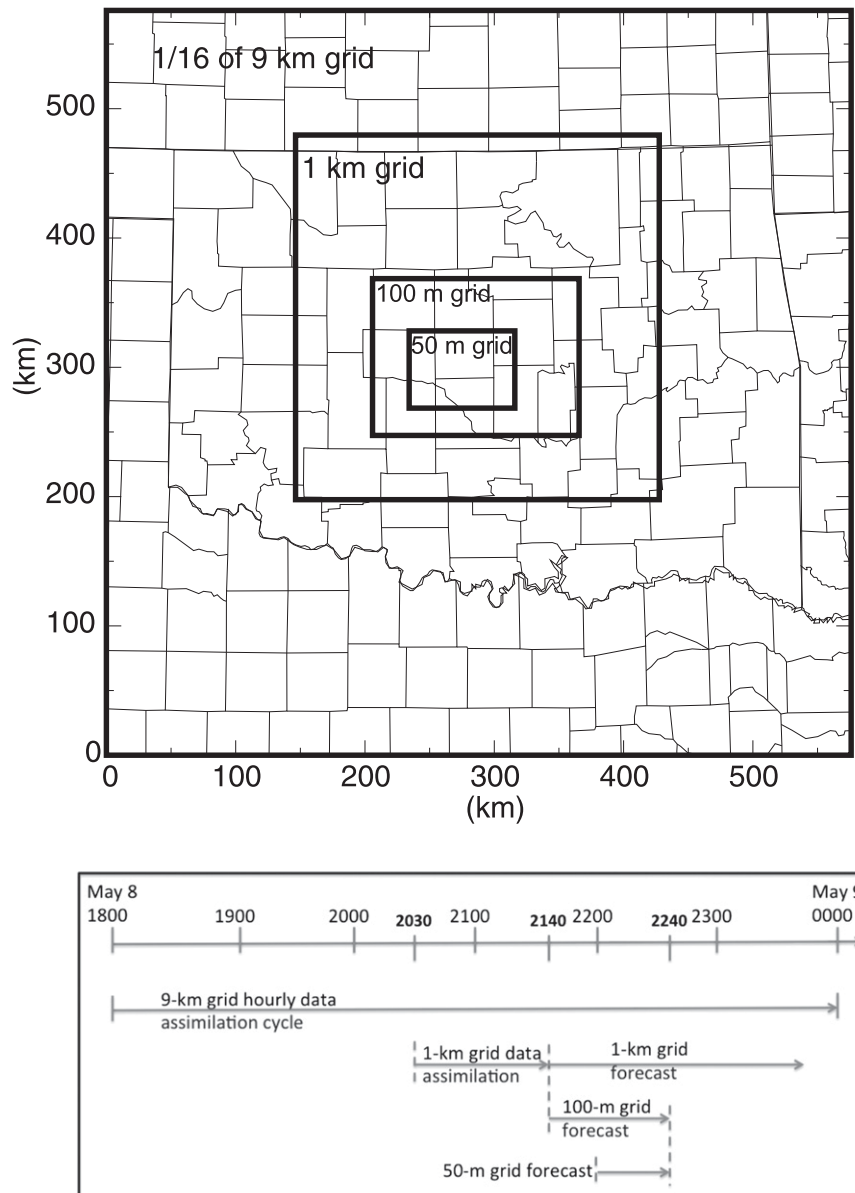 1/16 of 9 km grid
500
1 km grid
400
100 m grid
50 m grid
(km)
300
200
100
0
0 100 200 300 400 500
(km)
May 8 May 9
1800 1900 2000 2030 2100 2140 2200 2240 2300 0000
9-km grid hourly data
assimilation cycle
1-km grid data 1-km grid
assimilation forecast
100-m grid
forecast
50-m grid forecast